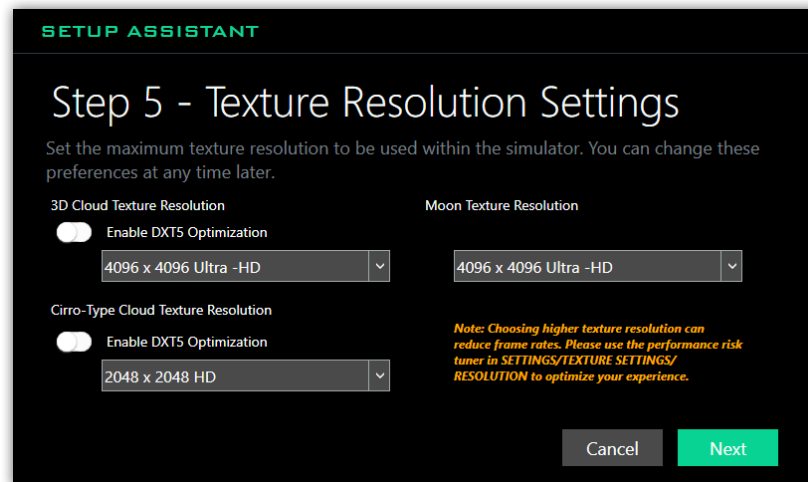 SETUP ASSISTANT
Step 5 - Texture Resolution Settings
Set the maximum texture resolution to be used within the simulator. You can change these
preferences at any time later.
3D Cloud Texture Resolution
Enable DXT5 Optimization
4096 x 4096 Ultra -HD
Moon Texture Resolution
4096 x 4096 Ultra -HD
Cirro-Type Cloud Texture Resolution
Enable DXT5 Optimization
2048 x 2048 HD
Note: Choosing higher texture resolution can
reduce frame rates. Please use the performance risk
tuner in SETTINGS/TEXTURE SETTINGS/
RESOLUTION to optimize your experience.
Cancel
Next